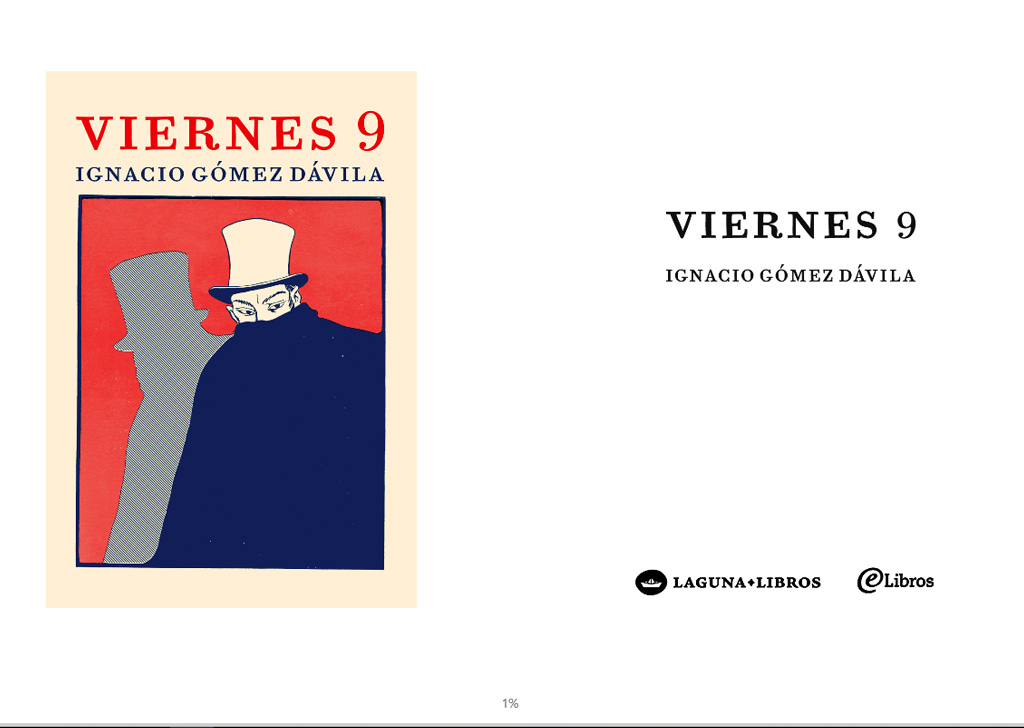 VIERNES 9
IGNACIO GÓMEZ DÁVILA
VIERNES 9
IGNACIO GÓMEZ DÁVILA
LAGUNA✦LIBROS
eLibros
1%